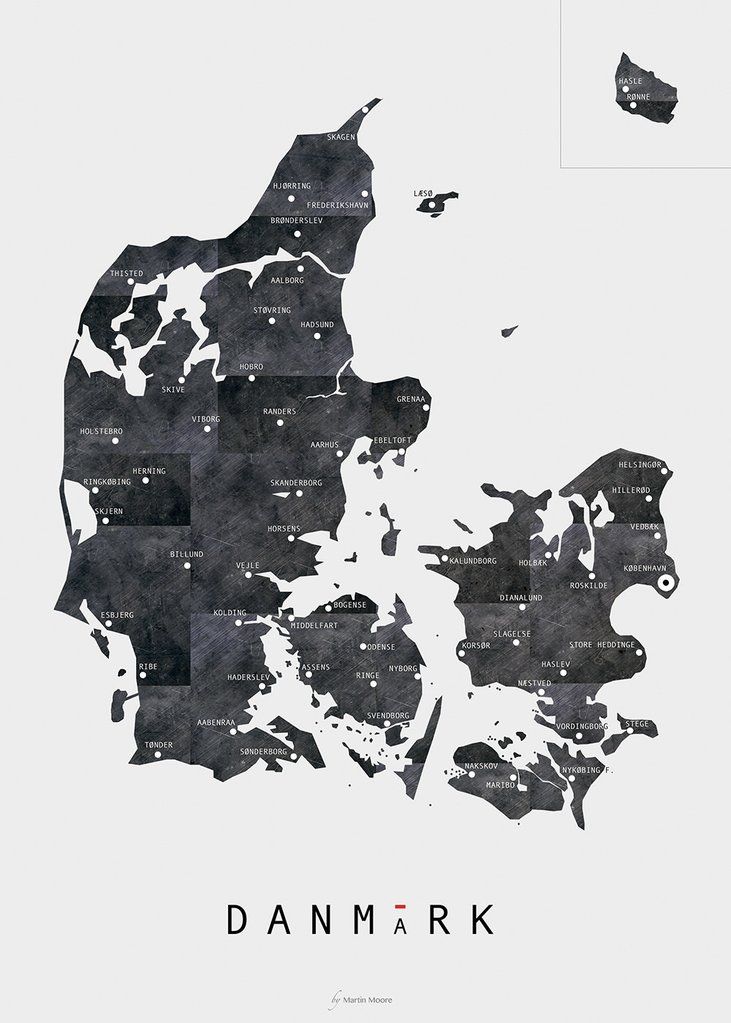 HASLE
RØNNE
SKAGEN
HJØRRING
LÆSØ
FREDERIKSHAVN
BRØNDERSLEV
THISTED
AALBORG
STØVRING
HADSUND
HOBRO
SKIVE
GRENAA
RANDERS
VIBORG
HOLSTEBRO
EBELTOFT
AARHUS
HELSINGØR
HERNING
RINGKØBING
SKANDERBORG
HILLERØD
SKJERN
VEDBÆK
HORSENS
BILLUND
KALUNDBORG
HOLBÆK
VEJLE
KØBENHAVN
ROSKILDE
DIANALUND
BOGENSE
ESBJERG
KOLDING
MIDDELFART
SLAGELSE
ODENSE
KORSØR
STORE HEDDINGE
RIBE
ASSENS
NYBORG
HASLEV
HADERSLEV
RINGE
NÆSTVED
SVENDBORG
AABENRAA
VORDINGBORG
STEGE
TØNDER
SØNDERBORG
NAKSKOV
NYKØBING F.
MARIBO
DANMARK
by Martin Moore